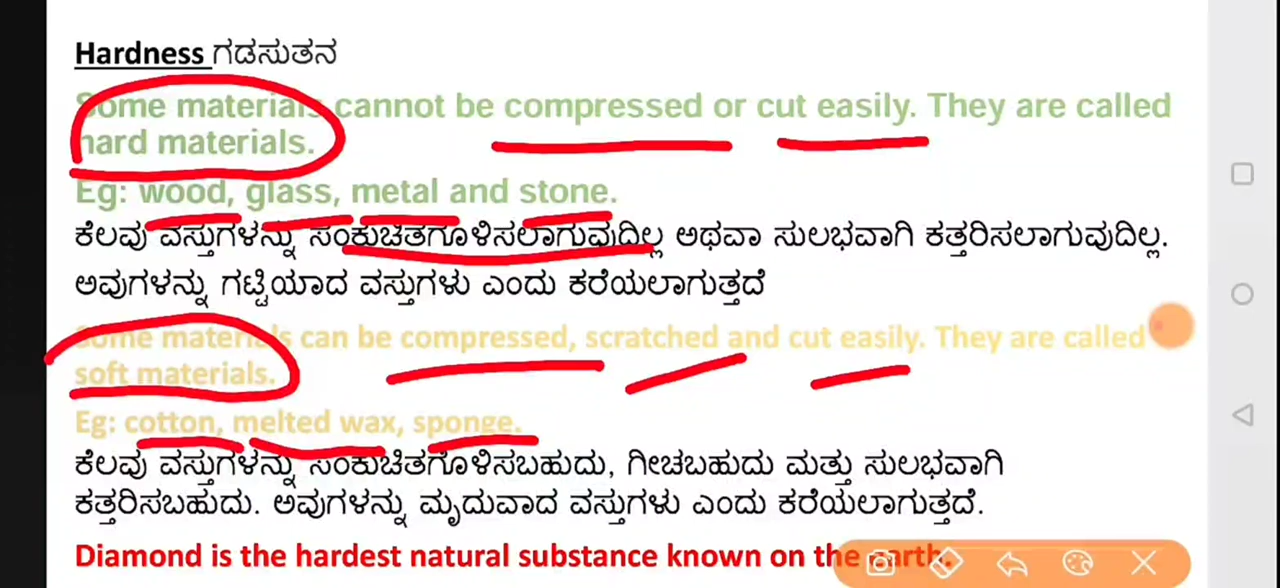 Hardness ಗಡಸುತನ
Some materials cannot be compressed or cut easily. They are called
hard materials.
Eg: wood, glass, metal and stone.
ಕೆಲವು ವಸ್ತುಗಳನ್ನು ಸಂಕುಚಿತಗೊಳಿಸಲಾಗುವುದಿಲ್ಲ ಅಥವಾ ಸುಲಭವಾಗಿ ಕತ್ತರಿಸಲಾಗುವುದಿಲ್ಲ.
ಅವುಗಳನ್ನು ಗಟ್ಟಿಯಾದ ವಸ್ತುಗಳು ಎಂದು ಕರೆಯಲಾಗುತ್ತದೆ
Some materials can be compressed, scratched and cut easily. They are called
soft materials.
Eg: cotton, melted wax, sponge.
ಕೆಲವು ವಸ್ತುಗಳನ್ನು ಸಂಕುಚಿತಗೊಳಿಸಬಹುದು, ಗೀಚಬಹುದು ಮತ್ತು ಸುಲಭವಾಗಿ
ಕತ್ತರಿಸಬಹುದು. ಅವುಗಳನ್ನು ಮೃದುವಾದ ವಸ್ತುಗಳು ಎಂದು ಕರೆಯಲಾಗುತ್ತದೆ.
Diamond is the hardest natural substance known on the earth.